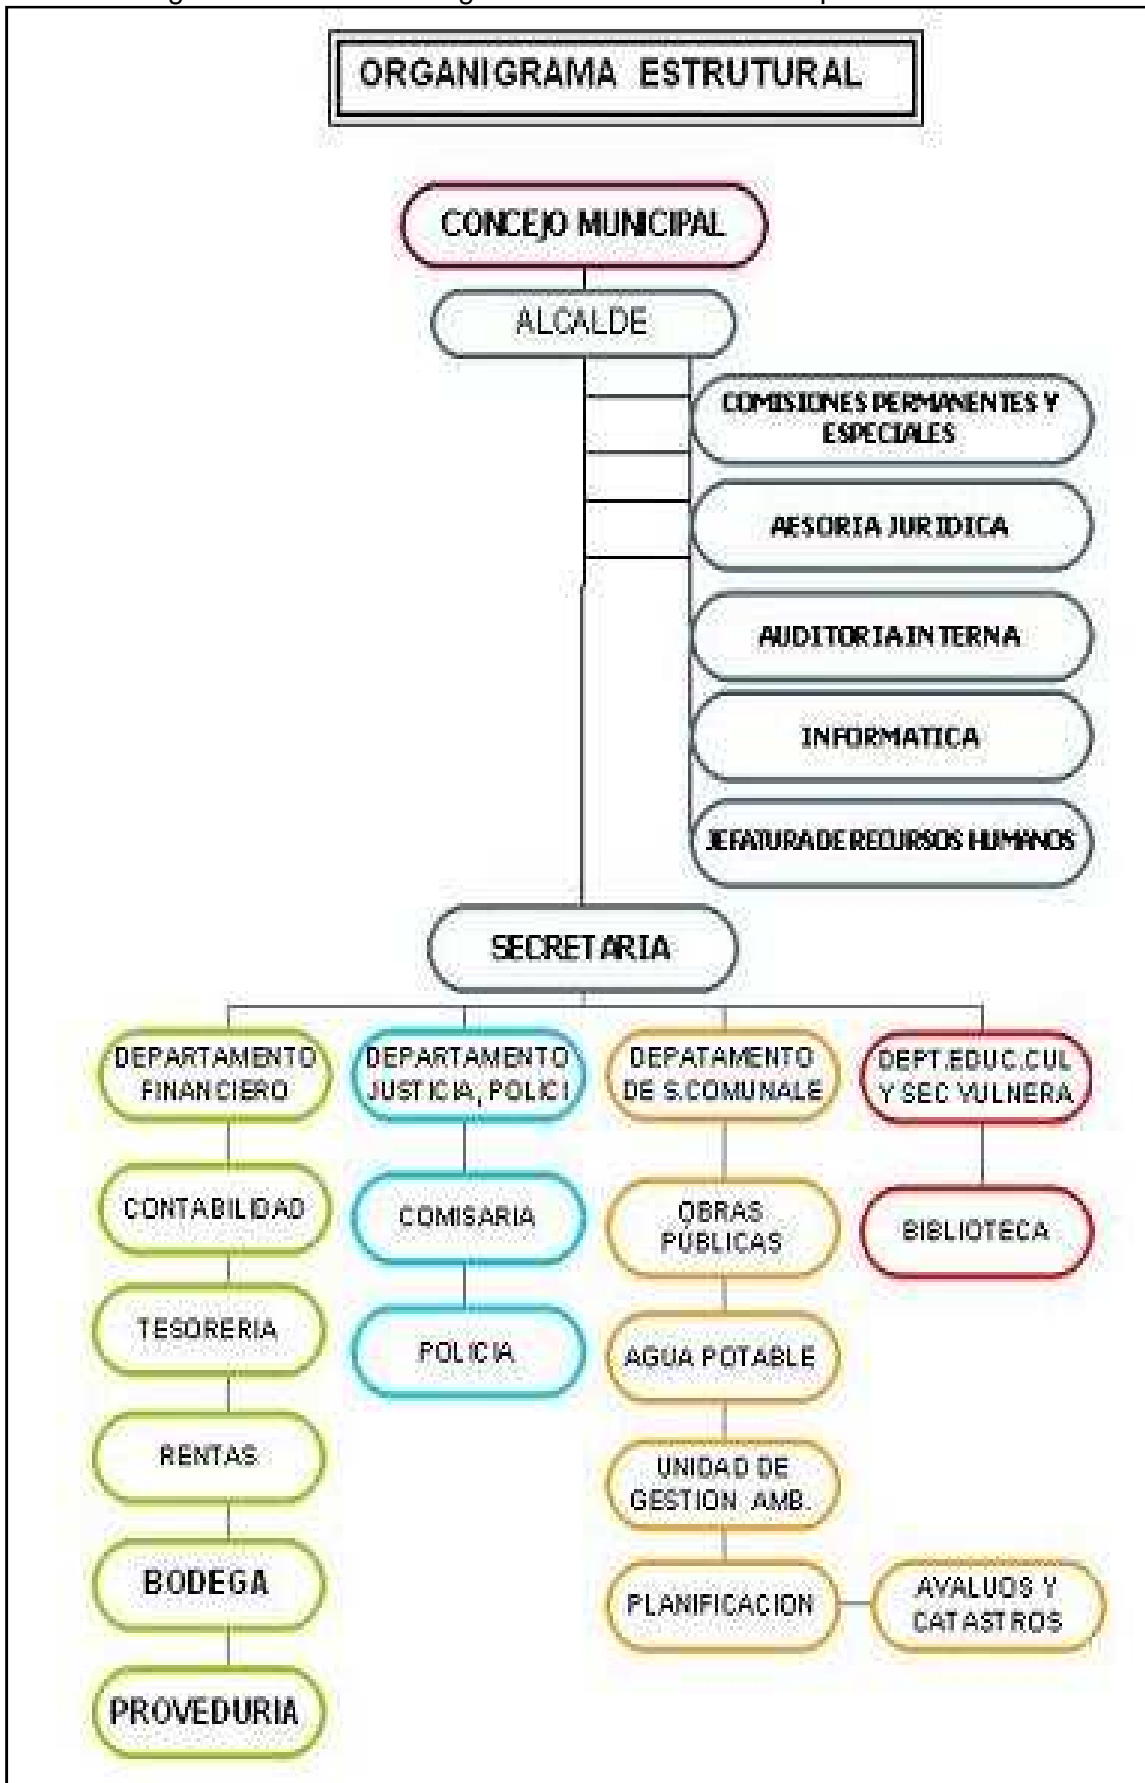 ORGANIGRAMA ESTRUTURAL
CONCEJO MUNICIPAL
ALCALDE
COMISIONES PERMANENTES Y
ESPECIALES
AESORIA JURIDICA
AUDITORIA INTERNA
INFORMATICA
JEFATURA DE RECURSOS HUMANOS
SECRETARIA
DEPARTAMENTO
FINANCIERO
CONTABILIDAD
TESORERIA
RENTAS
BODEGA
PROVEDURIA
DEPARTAMENTO
JUSTICIA, POLICI
COMISARIA
POLICIA
DEPATAMENTO
DE S.COMUNALE
OBRAS
PÚBLICAS
AGUA POTABLE
UNIDAD DE
GESTION AMB.
PLANIFICACION
AVALUOS Y
CATASTROS
DEPT.EDUC.CUL
Y SEC VULNERA
BIBLIOTECA